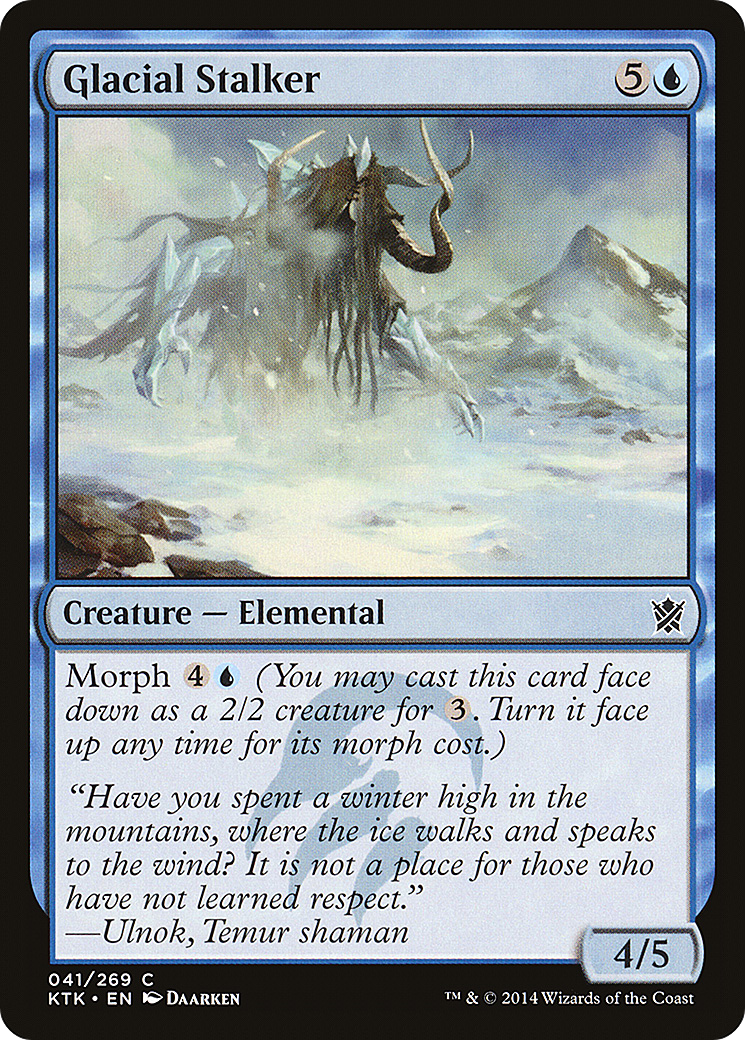 Glacial Stalker 5
Creature — Elemental
Morph 4 (You may cast this card face
down as a 2/2 creature for 3. Turn it face
up any time for its morph cost.)
“Have you spent a winter high in the
mountains, where the ice walks and speaks
to the wind? It is not a place for those who
have not learned respect.”
—Ulnok, Temur shaman
4/5
041/269 C
KTK • EN DAARKEN
™ & © 2014 Wizards of the Coast